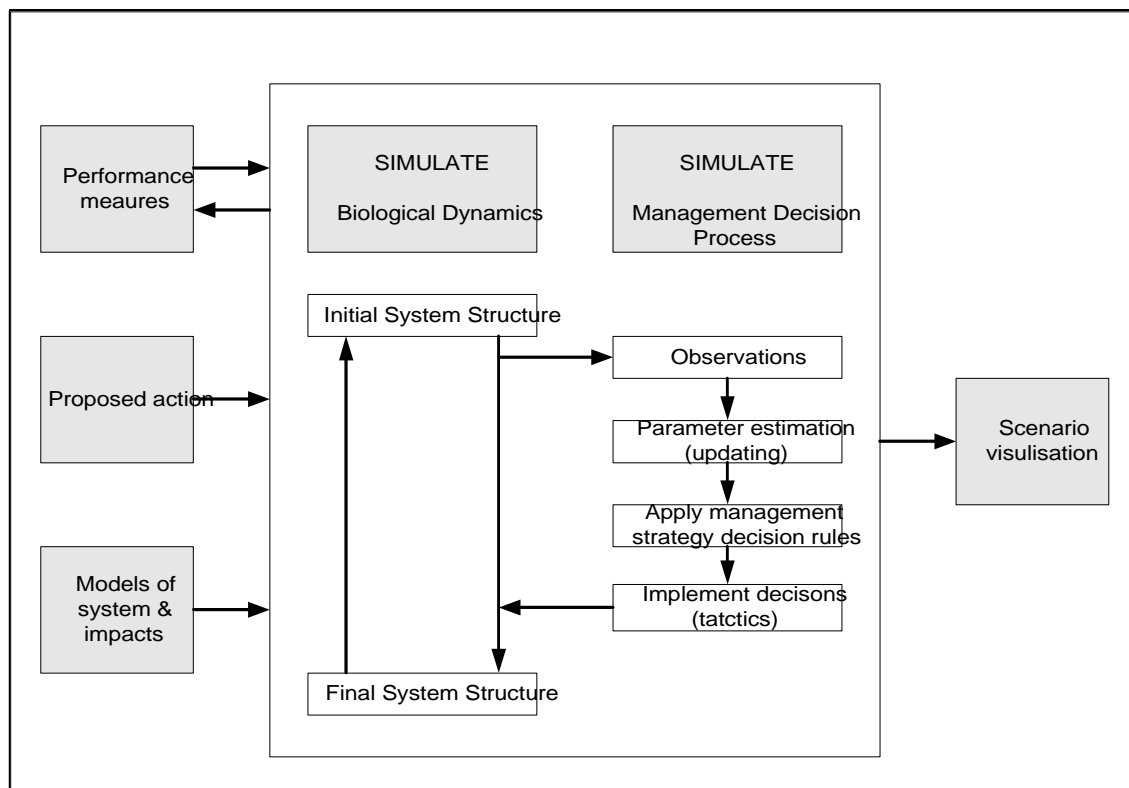 Performance
meaures
SIMULATE
Biological Dynamics
SIMULATE
Management Decision
Process
Initial System Structure
Observations
Proposed action
Parameter estimation
(updating)
Scenario
visulisation
Apply management
strategy decision rules
Models of
system &
impacts
Implement decisons
(tatctics)
Final System Structure